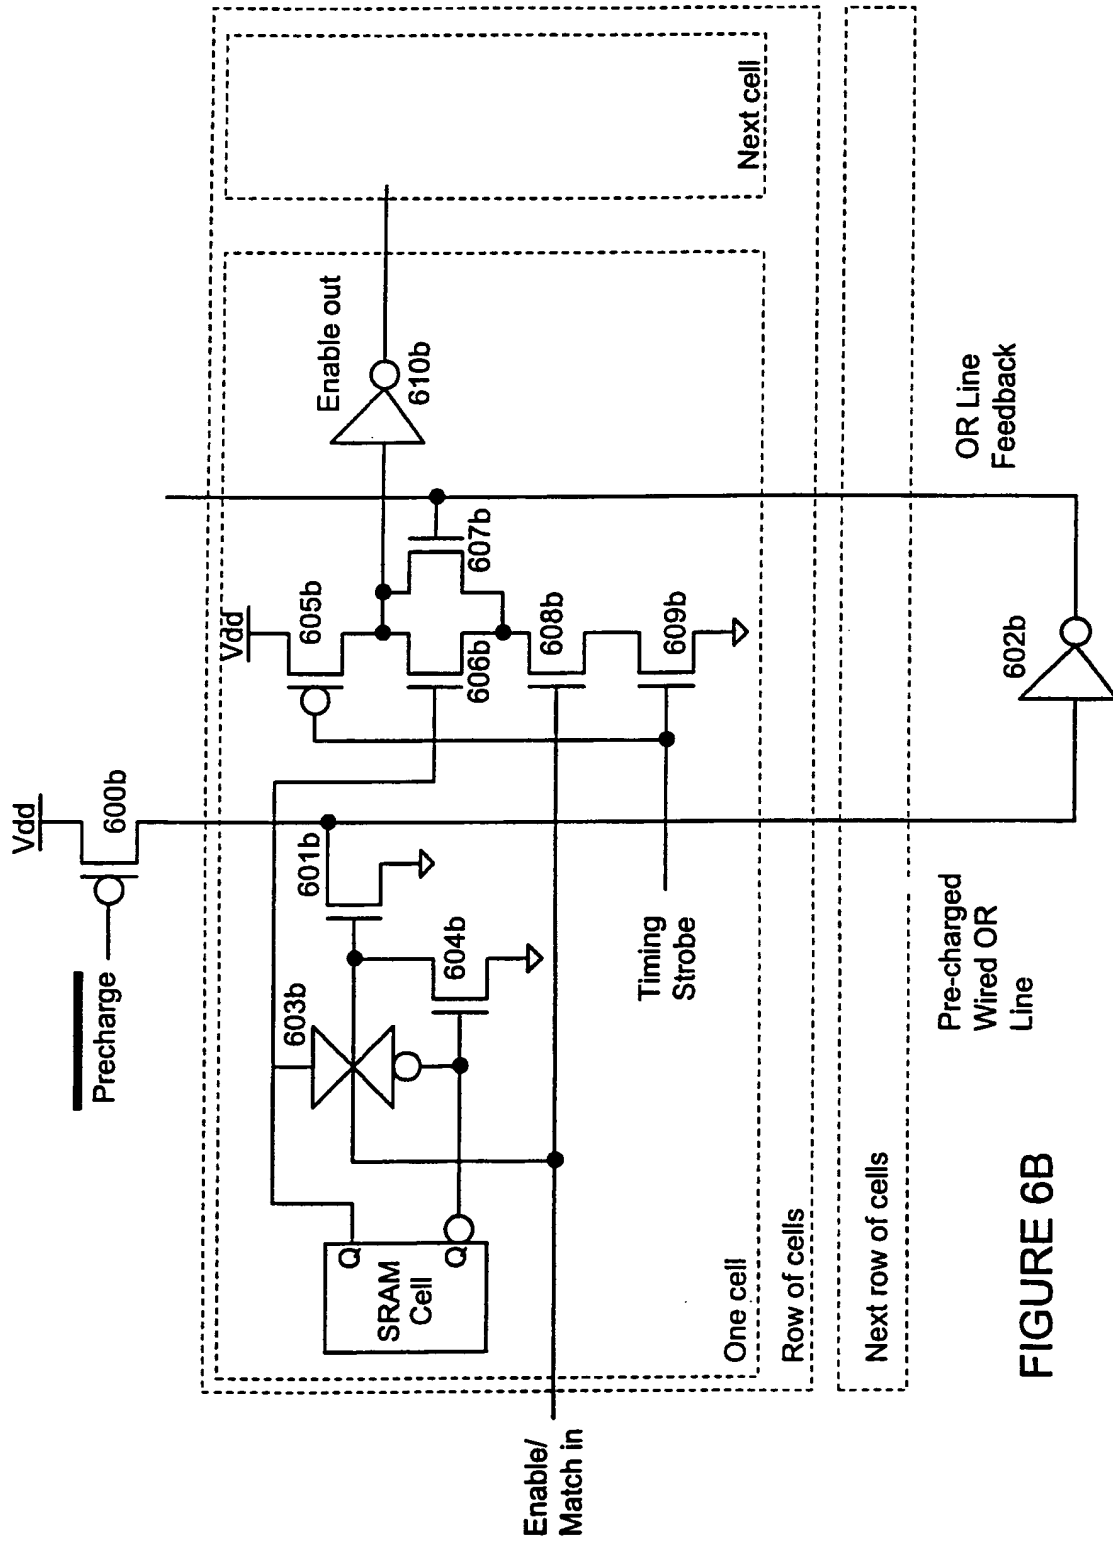 Vdd
Precharge
600b
Vdd
605b
Enable out
610b
603b
601b
604b
606b
607b
608b
609b
SRAM
Cell
Q
Q
Timing
Strobe
Enable/
Match in
One cell
Next cell
Row of cells
Next row of cells
Pre-charged
Wired OR
Line
602b
OR Line
Feedback
FIGURE 6B